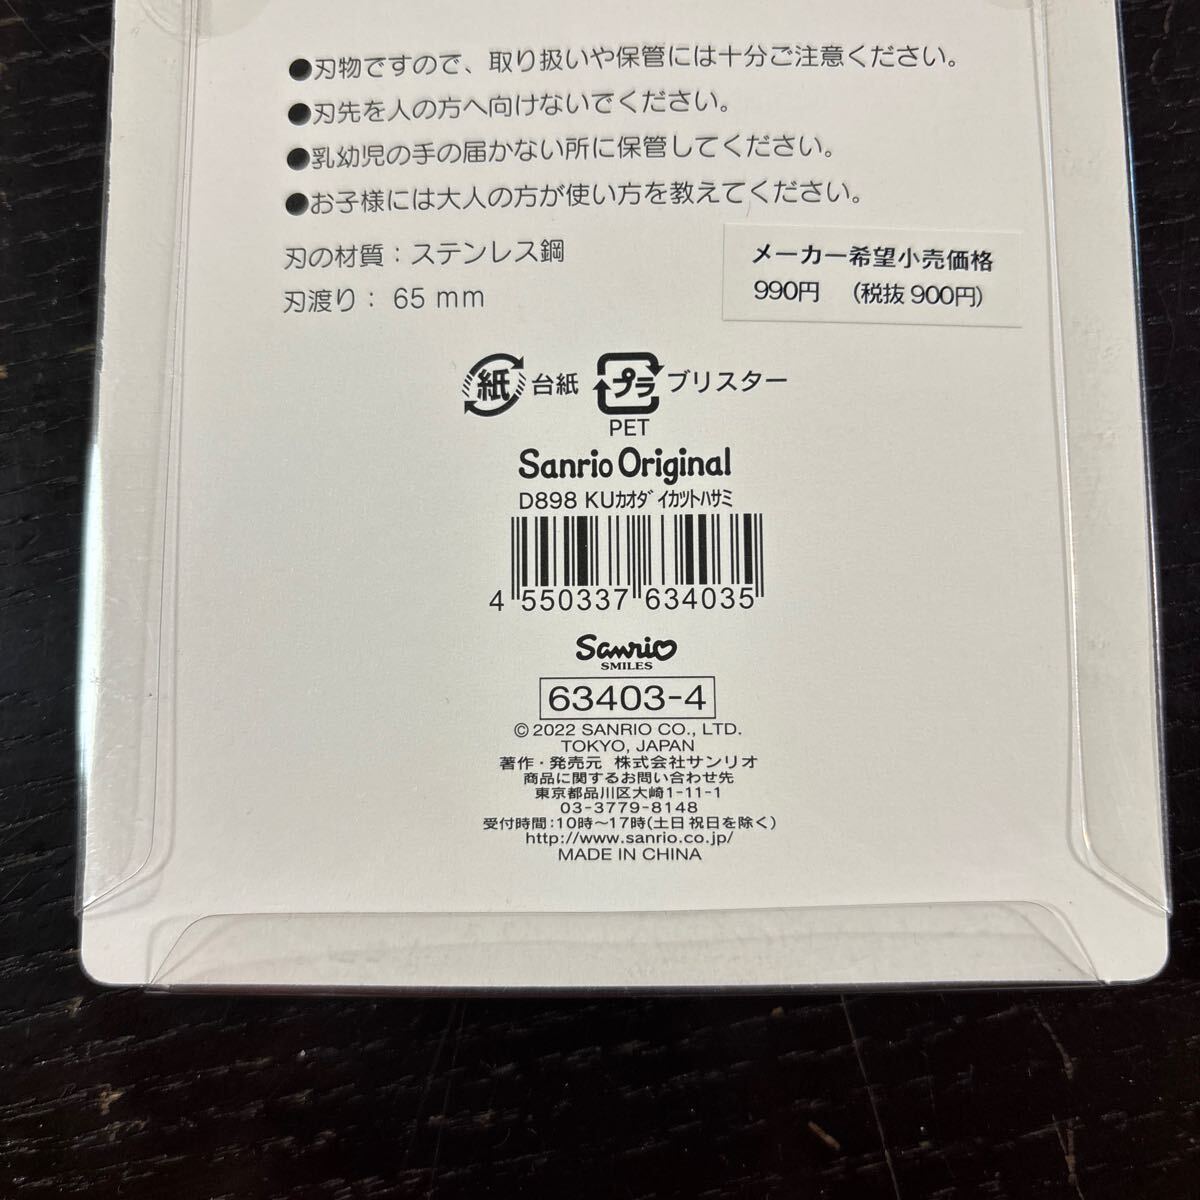 ●刃物ですので、取り扱いや保管には十分ご注意ください。
●刃先を人の方へ向けないでください。
●乳幼児の手の届かない所に保管してください。
●お子様には大人の方が使い方を教えてください。
刃の材質：ステンレス鋼
刃渡り： 65 mm
メーカー希望小売価格
990円 （税抜 900円）
紙 台紙 プラ ブリスター
PET
Sanrio Original
D898 KUｶｵﾀﾞｲｶｯﾄﾊｻﾐ
4 550337 634035
Sanrio
SMILES
63403-4
© 2022 SANRIO CO., LTD.
TOKYO, JAPAN
著作・発売元 株式会社サンリオ
商品に関するお問い合わせ先
東京都品川区大崎1-11-1
03-3779-8148
受付時間：10時～17時(土日祝日を除く)
http://www.sanrio.co.jp/
MADE IN CHINA